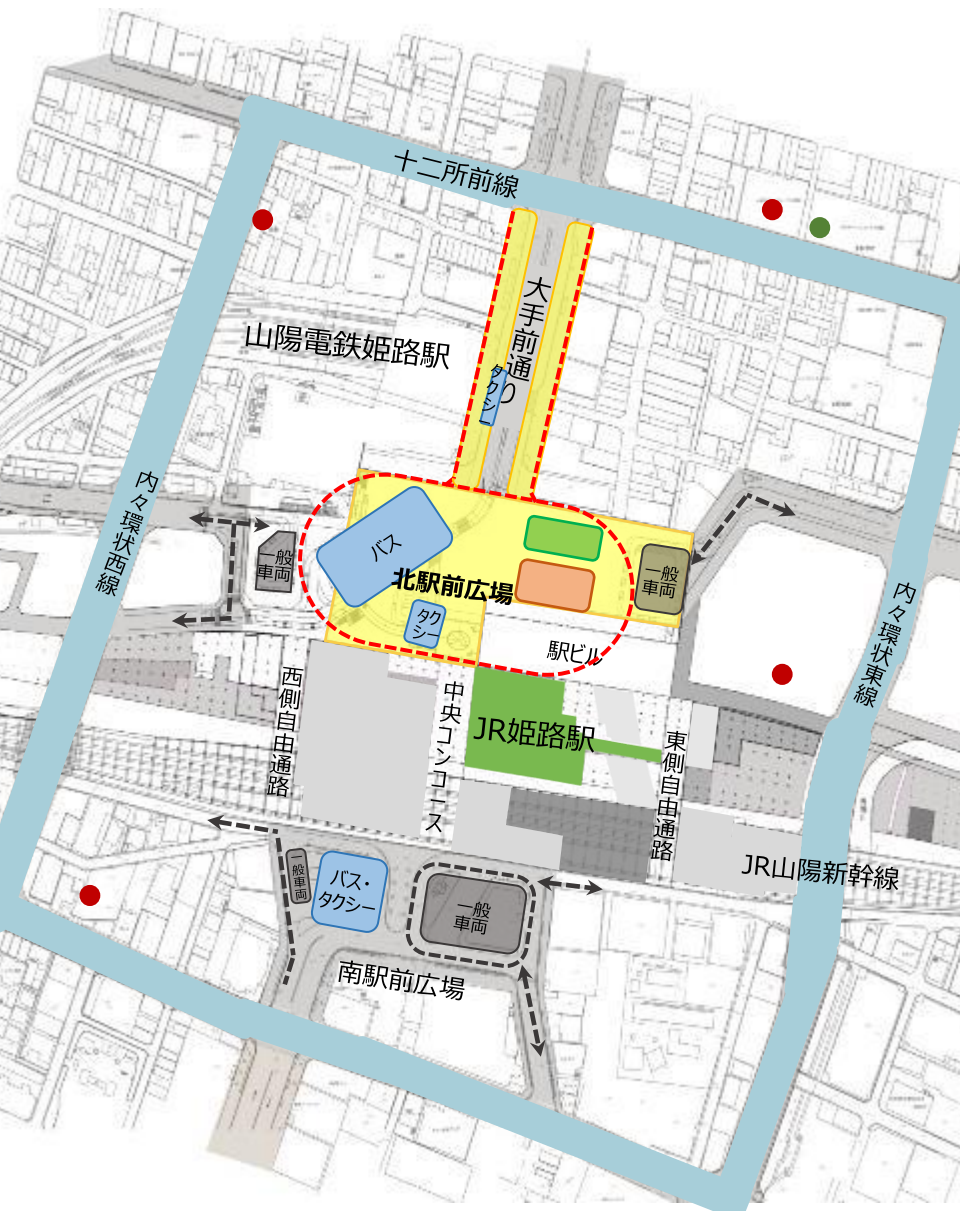 十二所前線
大手前通り
山陽電鉄姫路駅
タクシー
内々環状西線
バス
一般
車両
北駅前広場
一般
車両
タク
シー
駅ビル
内々環状東線
西側自由通路
中央コンコース
JR姫路駅
東側自由通路
JR山陽新幹線
一般車両
バス・
タクシー
一般
車両
南駅前広場